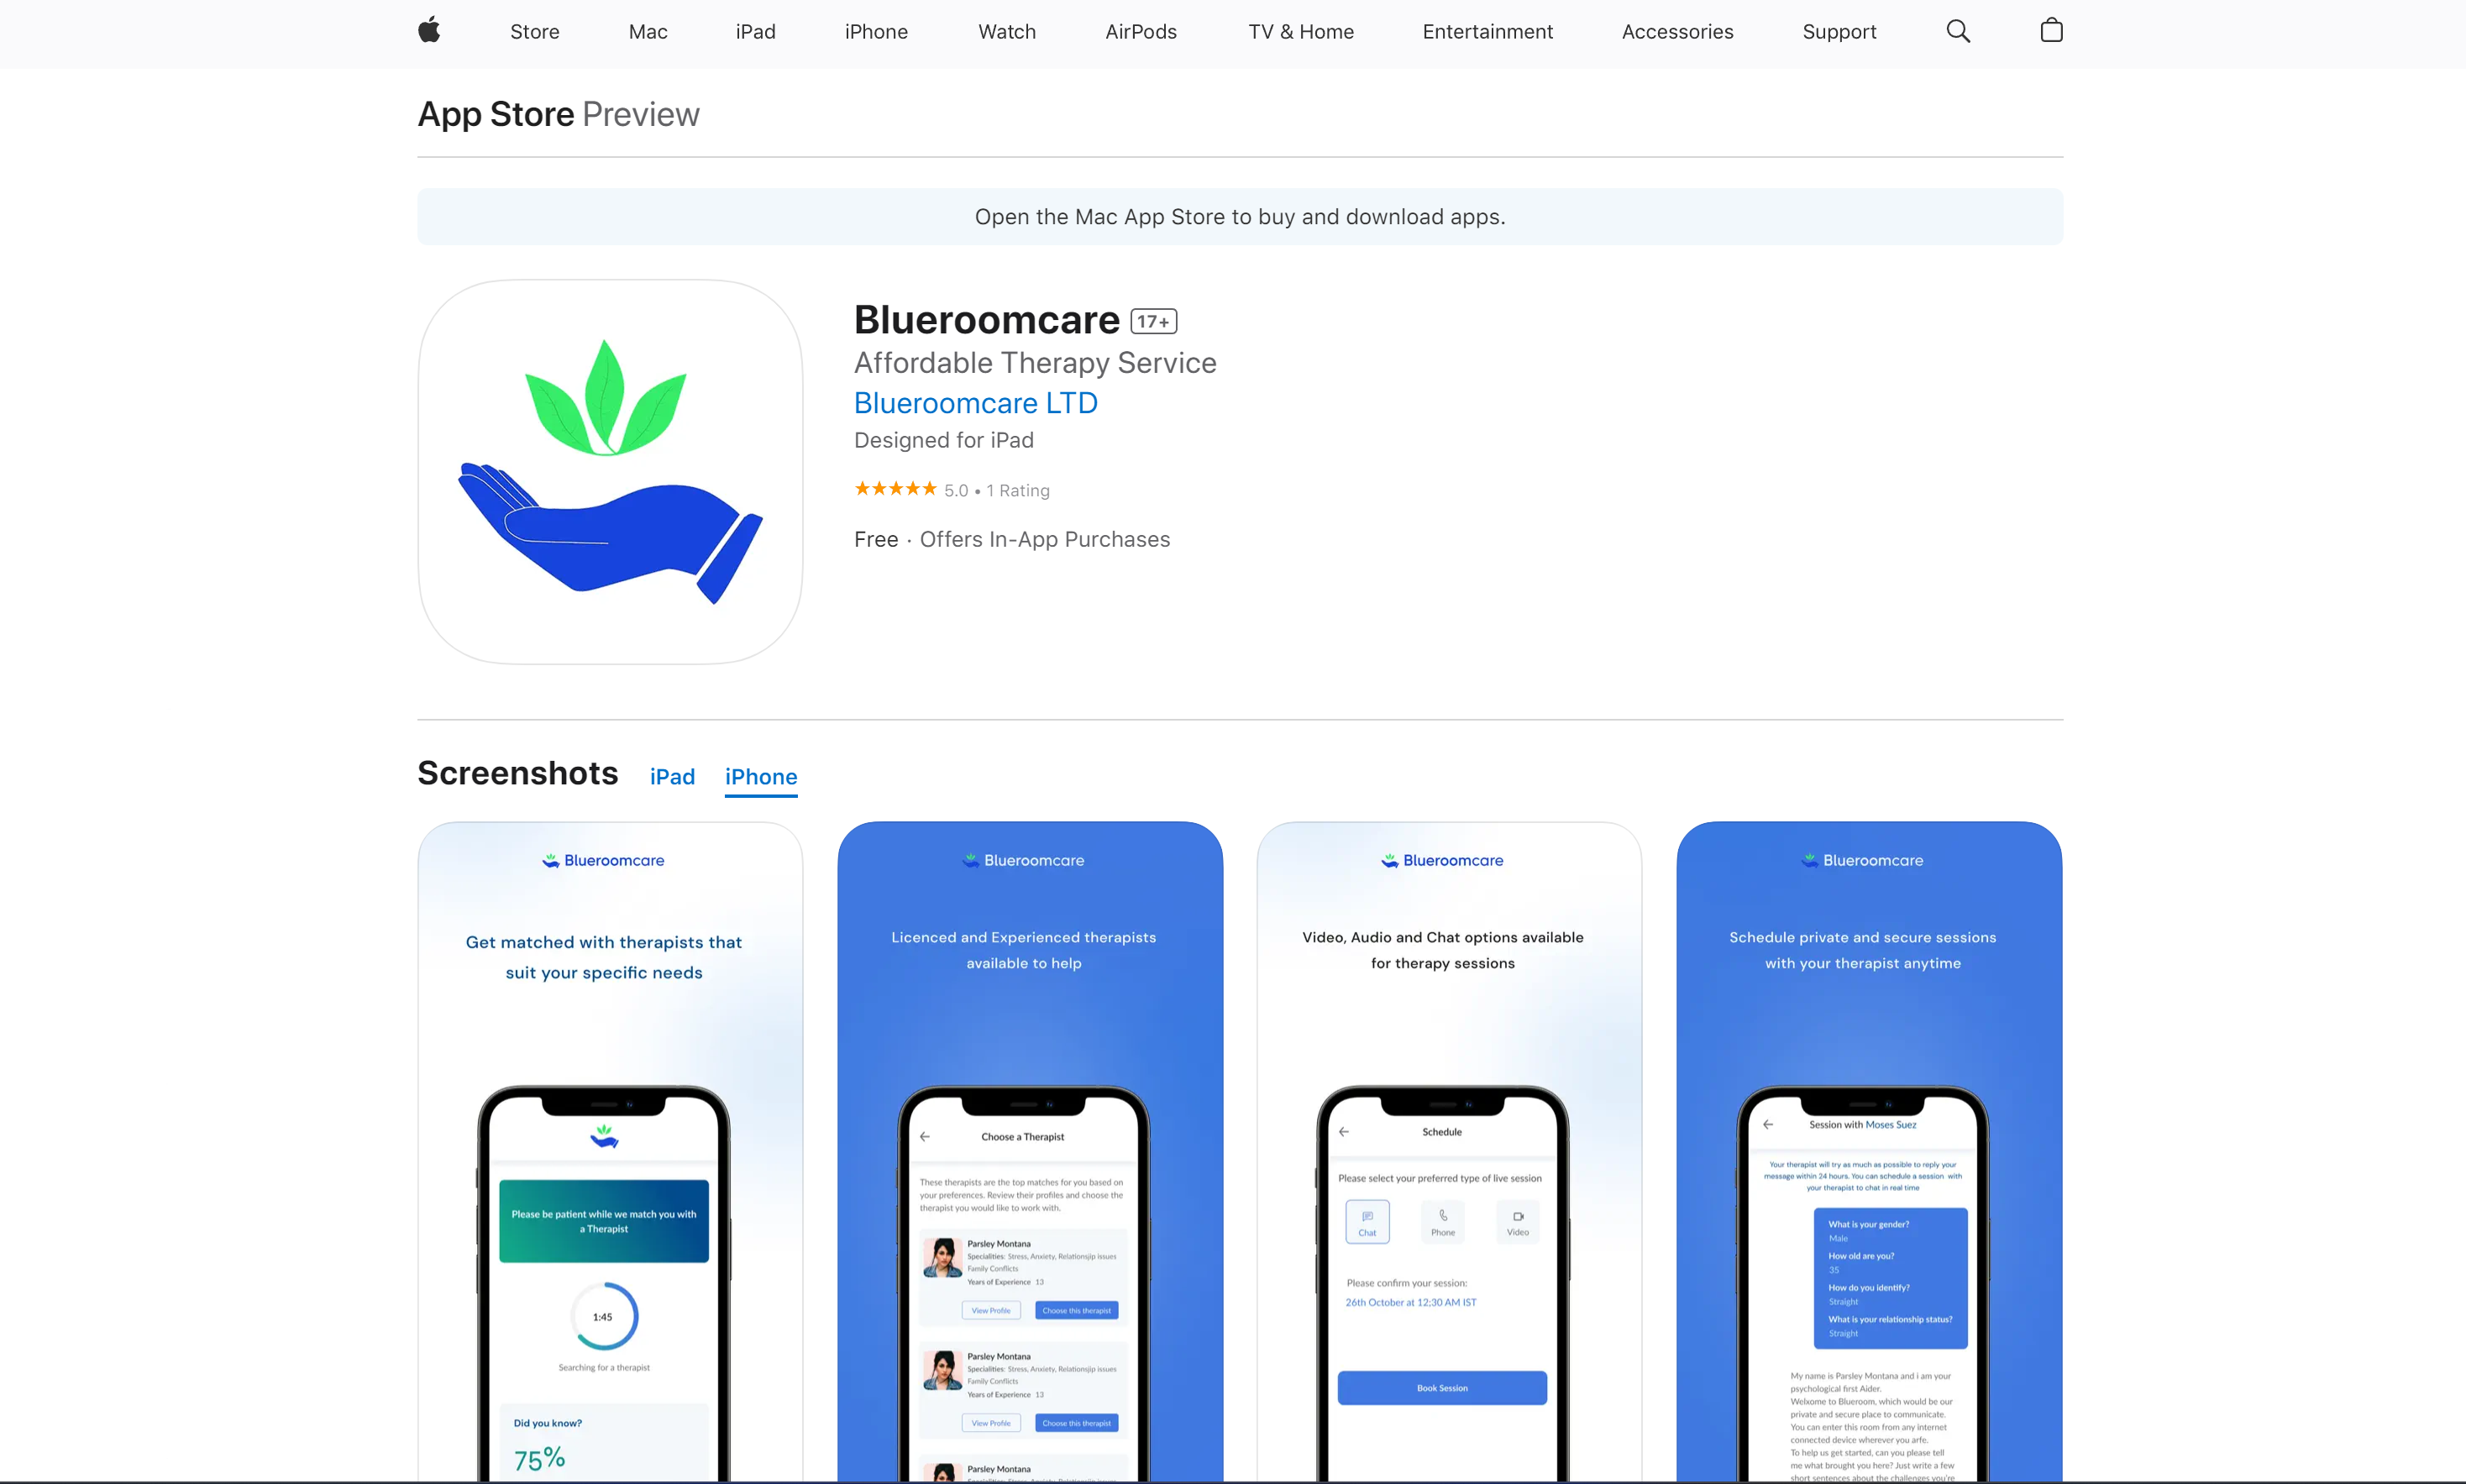 Store Mac iPad iPhone Watch AirPods TV & Home Entertainment Accessories Support
App Store Preview
Open the Mac App Store to buy and download apps.
Blueroomcare 17+
Affordable Therapy Service
Blueroomcare LTD
Designed for iPad
★★★★★ 5.0 • 1 Rating
Free · Offers In-App Purchases
Screenshots iPad iPhone
Blueroomcare
Get matched with therapists that
suit your specific needs
Please be patient while we match you with
a Therapist
1:45
Searching for a therapist
Did you know?
75%
Blueroomcare
Licenced and Experienced therapists
available to help
Choose a Therapist
These therapists are the top matches for you based on
your preferences. Review their profiles and choose the
therapist you would like to work with.
Parsley Montana
Specialities: Stress, Anxiety, Relationsjip issues
Family Conflicts
Years of Experience 13
View Profile Choose this therapist
Parsley Montana
Specialities: Stress, Anxiety, Relationsjip issues
Family Conflicts
Years of Experience 13
View Profile Choose this therapist
Parsley Montana
Blueroomcare
Video, Audio and Chat options available
for therapy sessions
Schedule
Please select your preferred type of live session
Chat Phone Video
Please confirm your session:
26th October at 12;30 AM IST
Book Session
Blueroomcare
Schedule private and secure sessions
with your therapist anytime
Session with Moses Suez
Your therapist will try as much as possible to reply your
message within 24 hours. You can schedule a session with
your therapist to chat in real time
What is your gender?
Male
How old are you?
35
How do you identify?
Straight
What is your relationship status?
Straight
My name is Parsley Montana and i am your
psychological first Aider.
Welxome to Blueroom, which would be our
private and secure place to communicate.
You can enter this room from any internet
connected device wherever you arfe.
To help us get started, can you please tell
me what brought you here? Just write a few
short sentences about the challenges you're